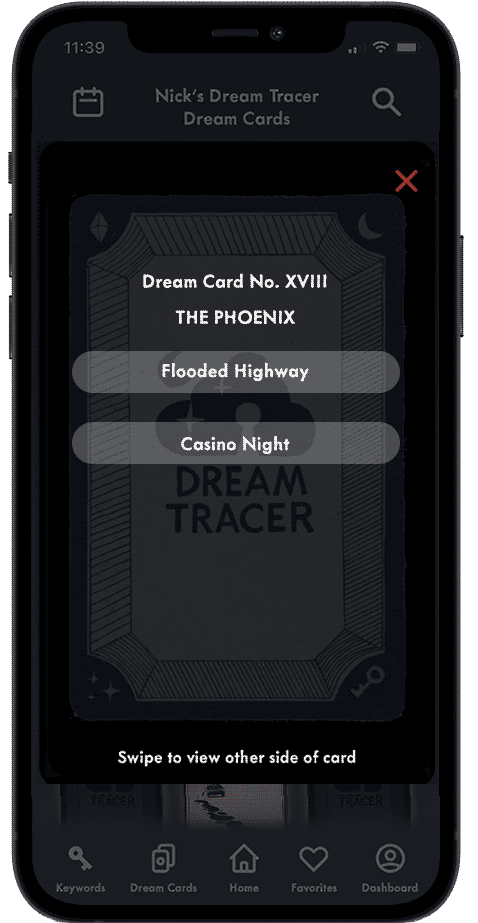 11:39
Nick's Dream Tracer
Dream Cards
Dream Card No. XVIII
THE PHOENIX
Flooded Highway
Casino Night
DREAM
TRACER
Swipe to view other side of card
TRACER
TRACER
Keywords
Dream Cards
Home
Favorites
Dashboard